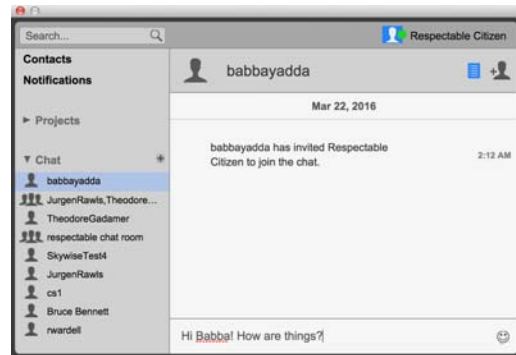 Search...
Respectable Citizen
Contacts
Notifications
Projects
Chat
babbayadda
JurgenRawls,Theodore...
TheodoreGadamer
respectable chat room
SkywiseTest4
JurgenRawls
cs1
Bruce Bennett
rwardell
babbayadda
Mar 22, 2016
babbayadda has invited Respectable
Citizen to join the chat.
2:12 AM
Hi Babba! How are things?